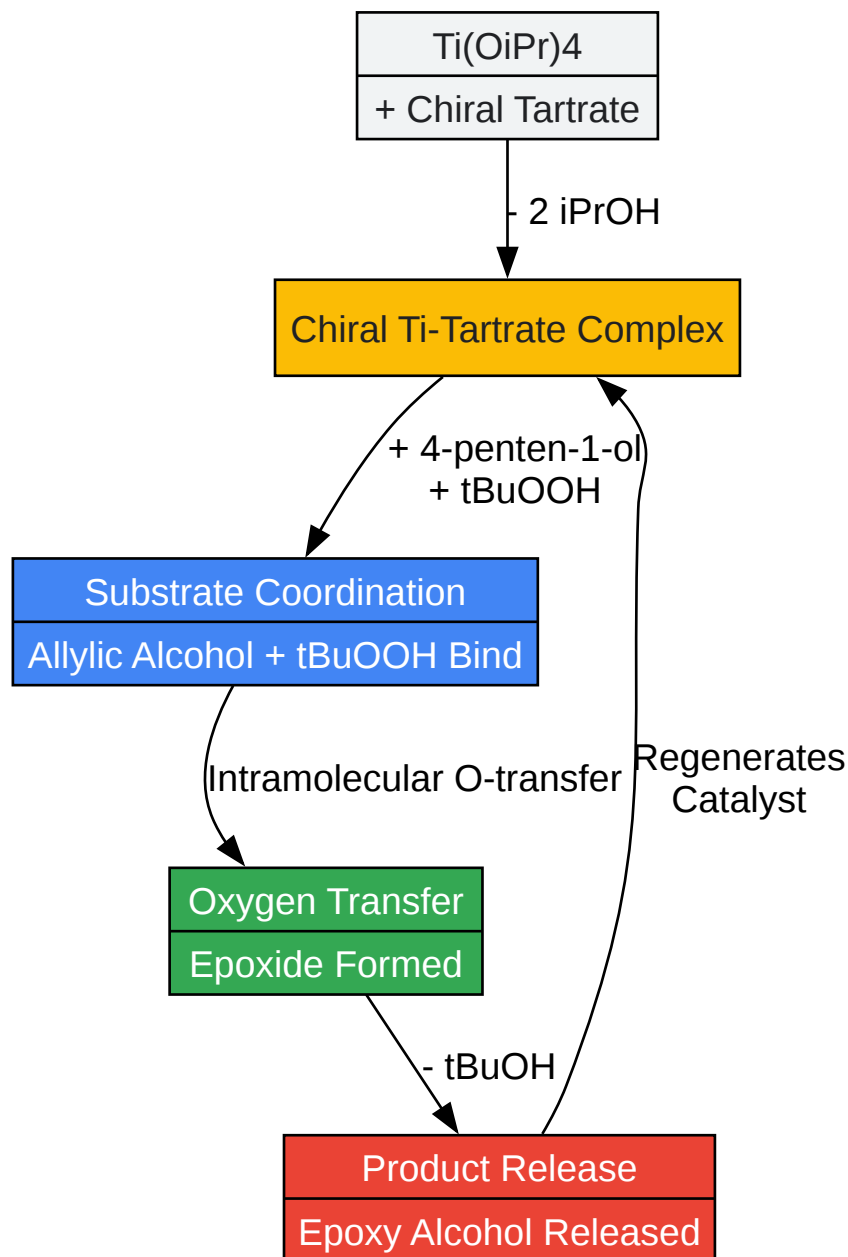 Ti(OiPr)4
+ Chiral Tartrate
- 2 iPrOH
Chiral Ti-Tartrate Complex
+ 4-penten-1-ol
+ tBuOOH
Substrate Coordination
Allylic Alcohol + tBuOOH Bind
Intramolecular O-transfer
Regenerates
Catalyst
Oxygen Transfer
Epoxide Formed
- tBuOH
Product Release
Epoxy Alcohol Released